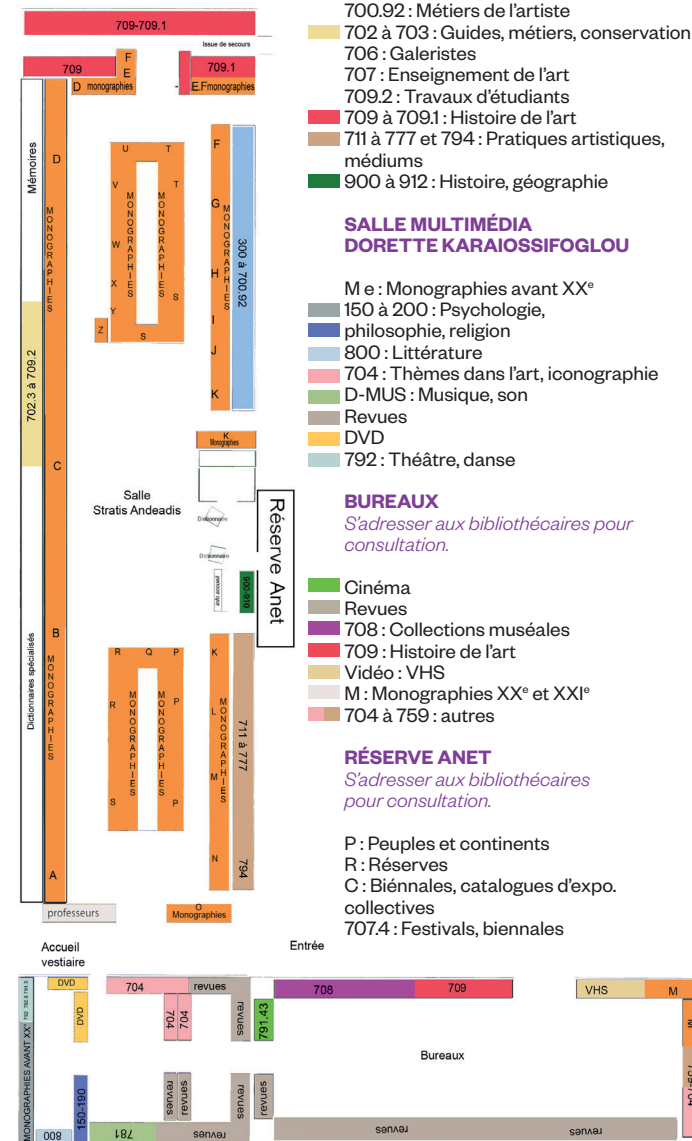 709-709.1
Issue de secours
709
F
E
D monographies
709.1
E.Fmonographies
Mémoires
D
MONOGRAPHIES
702.3 à 709.2
C
Dictionnaires spécialisés
B
MONOGRAPHIES
A
professeurs
U T
V T
W
X
Y S
Z
S
MONOGRAPHIES
MONOGRAPHIES
F
G
H
I
J
K
MONOGRAPHIES
300 à 700.92
K
Monographies
Salle
Stratis Andeadis
Dictionnaire
Dictionnaire
900-910
Réserve Anet
R Q P
R P
S P
MONOGRAPHIES
MONOGRAPHIES
K
L
M
N
MONOGRAPHIES
711 à 777
794
O
Monographies
700.92 : Métiers de l'artiste
702 à 703 : Guides, métiers, conservation
706 : Galeristes
707 : Enseignement de l'art
709.2 : Travaux d'étudiants
709 à 709.1 : Histoire de l'art
711 à 777 et 794 : Pratiques artistiques,
médiums
900 à 912 : Histoire, géographie
SALLE MULTIMÉDIA
DORETTE KARAIOSSIFOGLOU
M e : Monographies avant XXᵉ
150 à 200 : Psychologie,
philosophie, religion
800 : Littérature
704 : Thèmes dans l'art, iconographie
D-MUS : Musique, son
Revues
DVD
792 : Théâtre, danse
BUREAUX
S'adresser aux bibliothécaires pour
consultation.
Cinéma
Revues
708 : Collections muséales
709 : Histoire de l'art
Vidéo : VHS
M : Monographies XXᵉ et XXIᵉ
704 à 759 : autres
RÉSERVE ANET
S'adresser aux bibliothécaires
pour consultation.
P : Peuples et continents
R : Réserves
C : Biénnales, catalogues d'expo.
collectives
707.4 : Festivals, biennales
Accueil
vestiaire
Entrée
DVD
DVD
MONOGRAPHIES AVANT XX°
800
150-190
781
704
704
704
revues
revues
revues
revues
revues
revues
791.43
revues
708
709
Bureaux
revues
revues
VHS
M
M